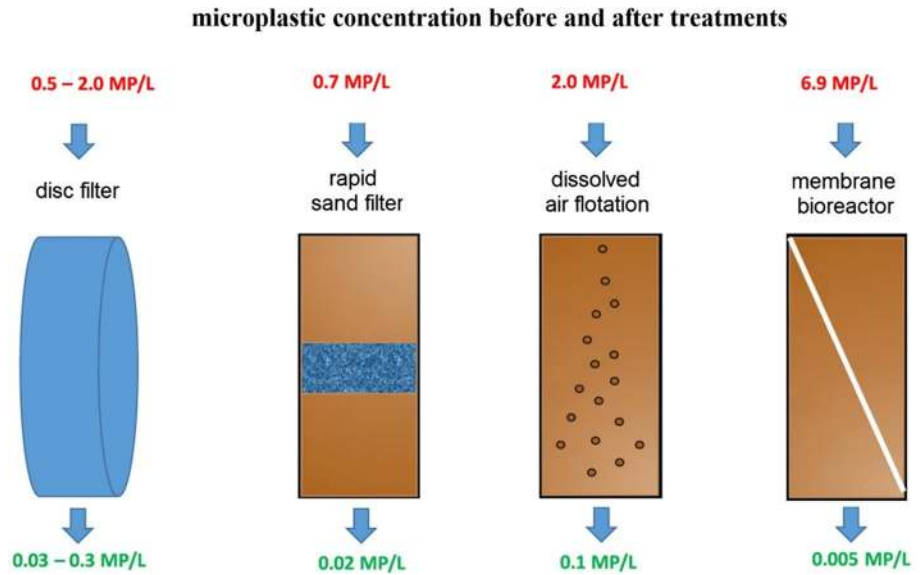 microplastic concentration before and after treatments
0.5 – 2.0 MP/L
0.7 MP/L
2.0 MP/L
6.9 MP/L
disc filter
rapid
sand filter
dissolved
air flotation
membrane
bioreactor
0.03 – 0.3 MP/L
0.02 MP/L
0.1 MP/L
0.005 MP/L